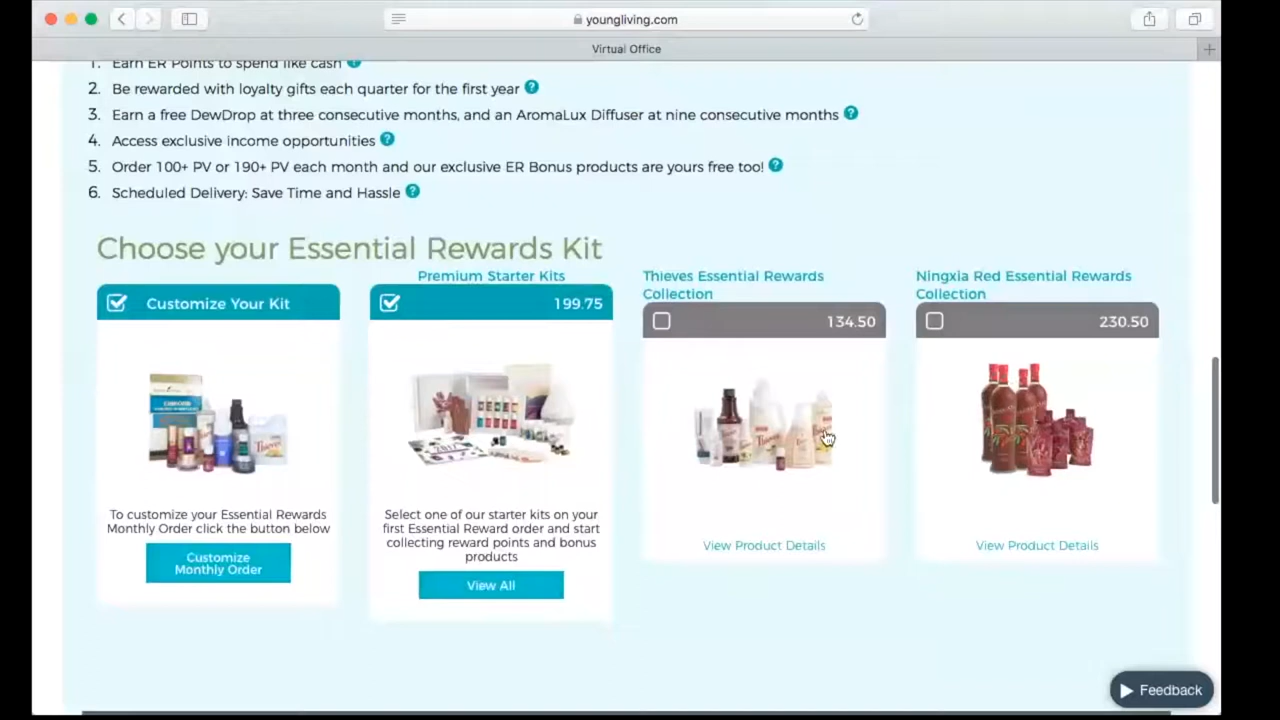 youngliving.com
Virtual Office
1. Earn ER Points to spend like cash ?
2. Be rewarded with loyalty gifts each quarter for the first year ?
3. Earn a free DewDrop at three consecutive months, and an AromaLux Diffuser at nine consecutive months ?
4. Access exclusive income opportunities ?
5. Order 100+ PV or 190+ PV each month and our exclusive ER Bonus products are yours free too! ?
6. Scheduled Delivery: Save Time and Hassle ?
Choose your Essential Rewards Kit
Customize Your Kit
To customize your Essential Rewards
Monthly Order click the button below
Customize
Monthly Order
Premium Starter Kits
199.75
Select one of our starter kits on your
first Essential Reward order and start
collecting reward points and bonus
products
View All
Thieves Essential Rewards
Collection
134.50
Thieves
View Product Details
Ningxia Red Essential Rewards
Collection
230.50
View Product Details
Feedback